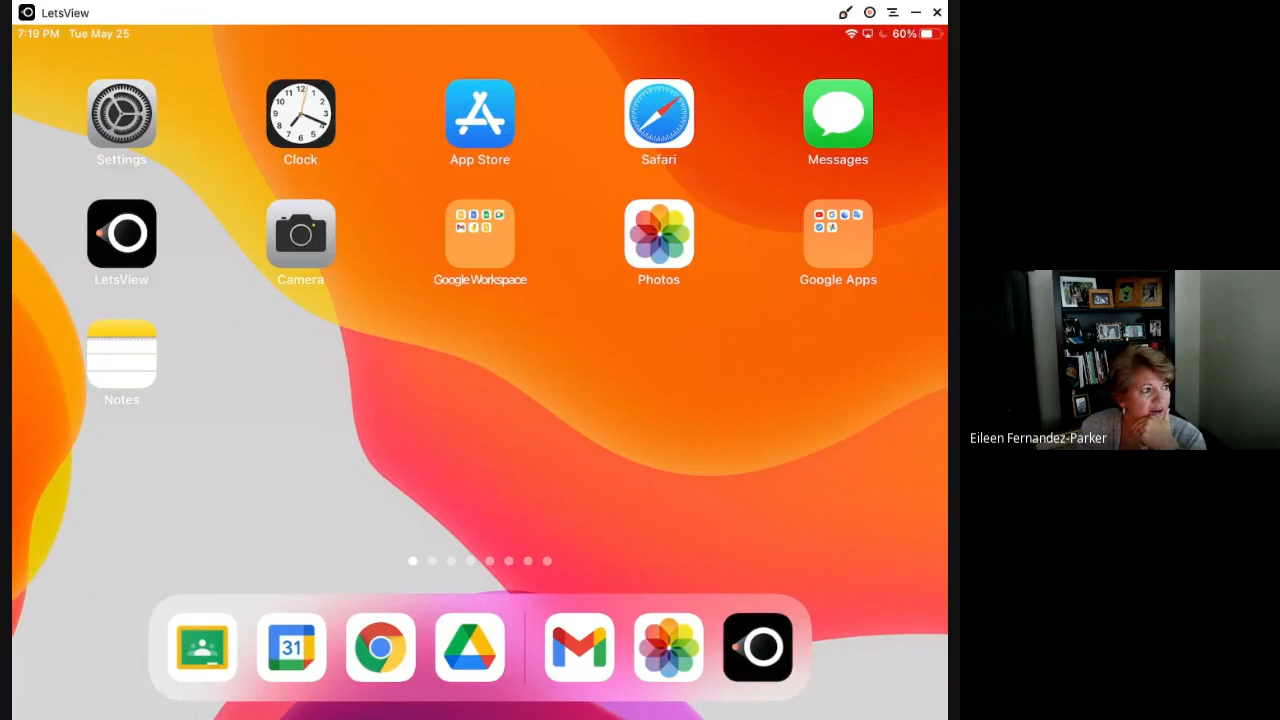 LetsView
7:19 PM Tue May 25
60%
Settings
Clock
App Store
Safari
Messages
LetsView
Camera
Google Workspace
Photos
Google Apps
Notes
31
Eileen Fernandez-Parker